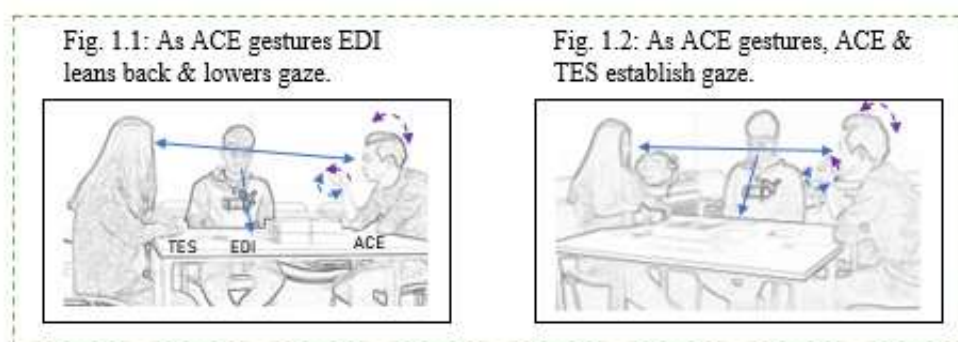 Fig. 1.1: As ACE gestures EDI
leans back & lowers gaze.
Fig. 1.2: As ACE gestures, ACE &
TES establish gaze.
TES EDI ACE